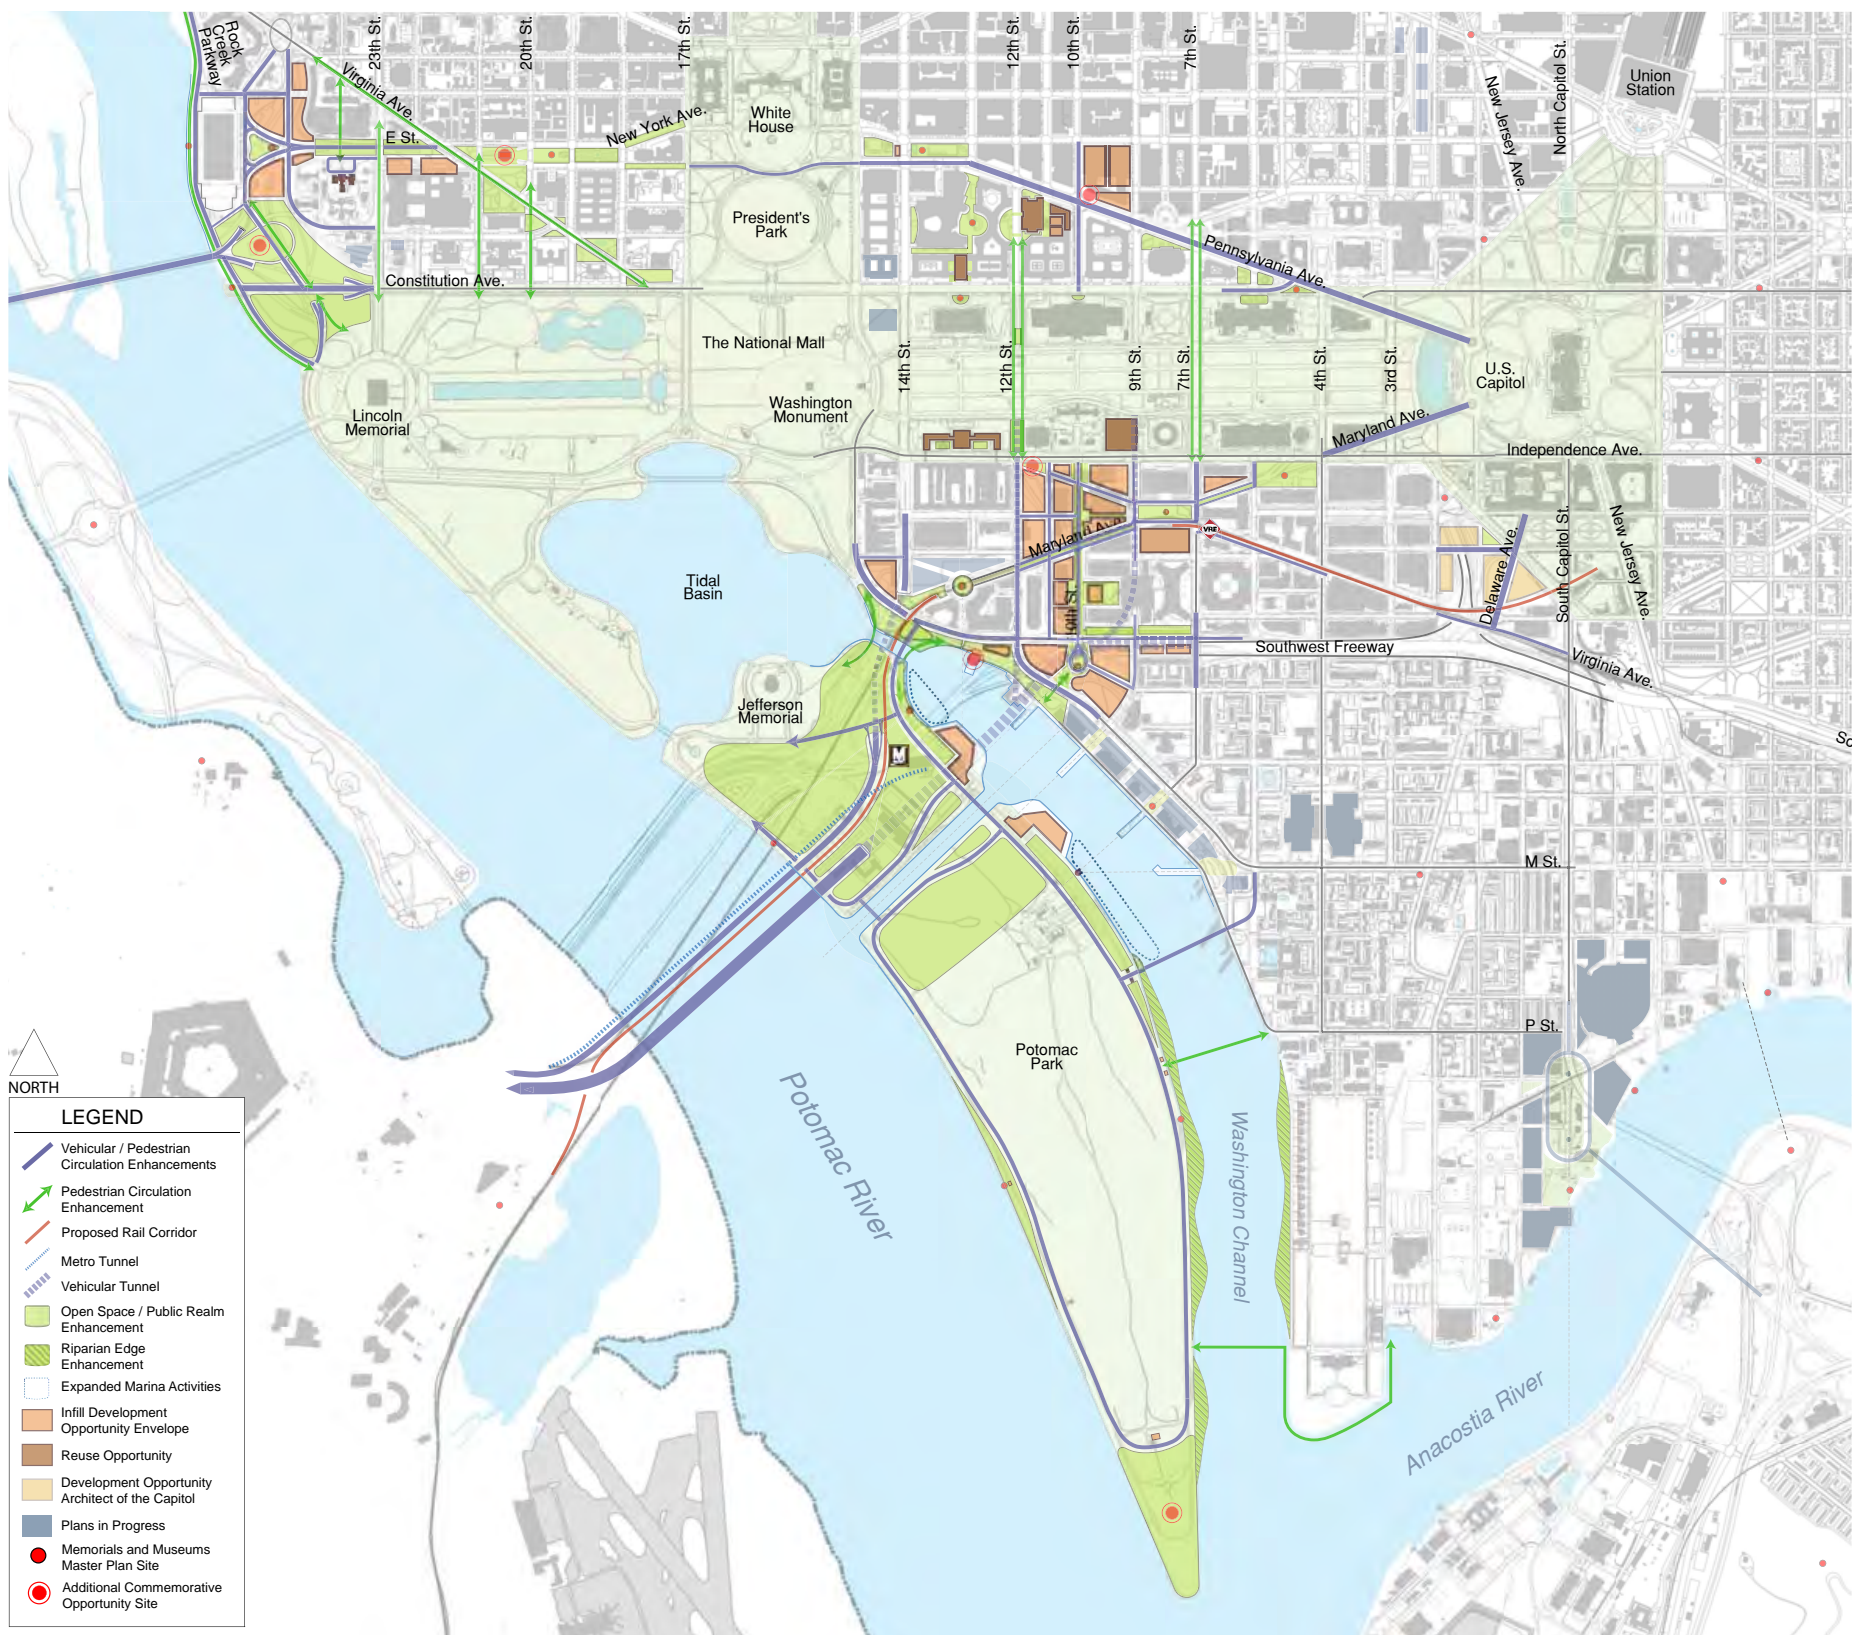 Rock
Creek
Parkway
23th St.
20th St.
17th St.
12th St.
10th St.
7th St.
North Capitol St.
Union
Station
Virginia Ave.
E St.
New York Ave.
White
House
New Jersey Ave.
President's
Park
Pennsylvania Ave.
Constitution Ave.
The National Mall
14th St.
12th St.
9th St.
7th St.
4th St.
3rd St.
U.S.
Capitol
Lincoln
Memorial
Washington
Monument
Maryland Ave.
Independence Ave.
Maryland Ave.
VRE
Tidal
Basin
10th St.
Delaware Ave.
South Capitol St.
New Jersey Ave.
Southwest Freeway
Virginia Ave.
So
Jefferson
Memorial
M
M St.
P St.
Potomac
Park
Potomac River
Washington Channel
Anacostia River
NORTH
LEGEND
Vehicular / Pedestrian
Circulation Enhancements
Pedestrian Circulation
Enhancement
Proposed Rail Corridor
Metro Tunnel
Vehicular Tunnel
Open Space / Public Realm
Enhancement
Riparian Edge
Enhancement
Expanded Marina Activities
Infill Development
Opportunity Envelope
Reuse Opportunity
Development Opportunity
Architect of the Capitol
Plans in Progress
Memorials and Museums
Master Plan Site
Additional Commemorative
Opportunity Site